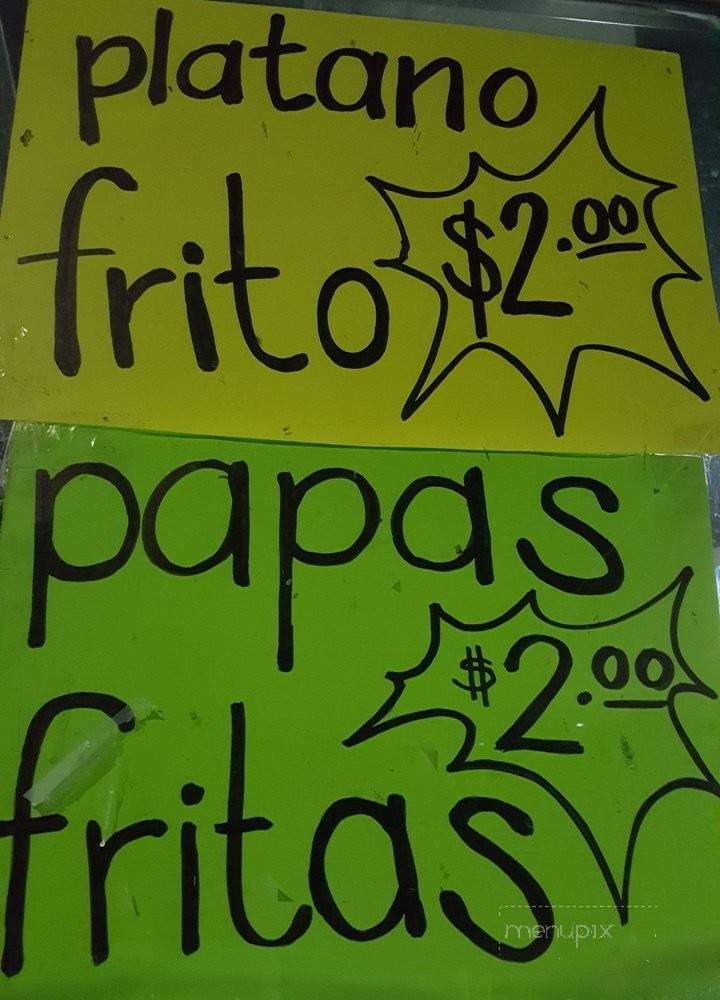 platano
frito $2.00
papas
$2.00
fritas
menupix